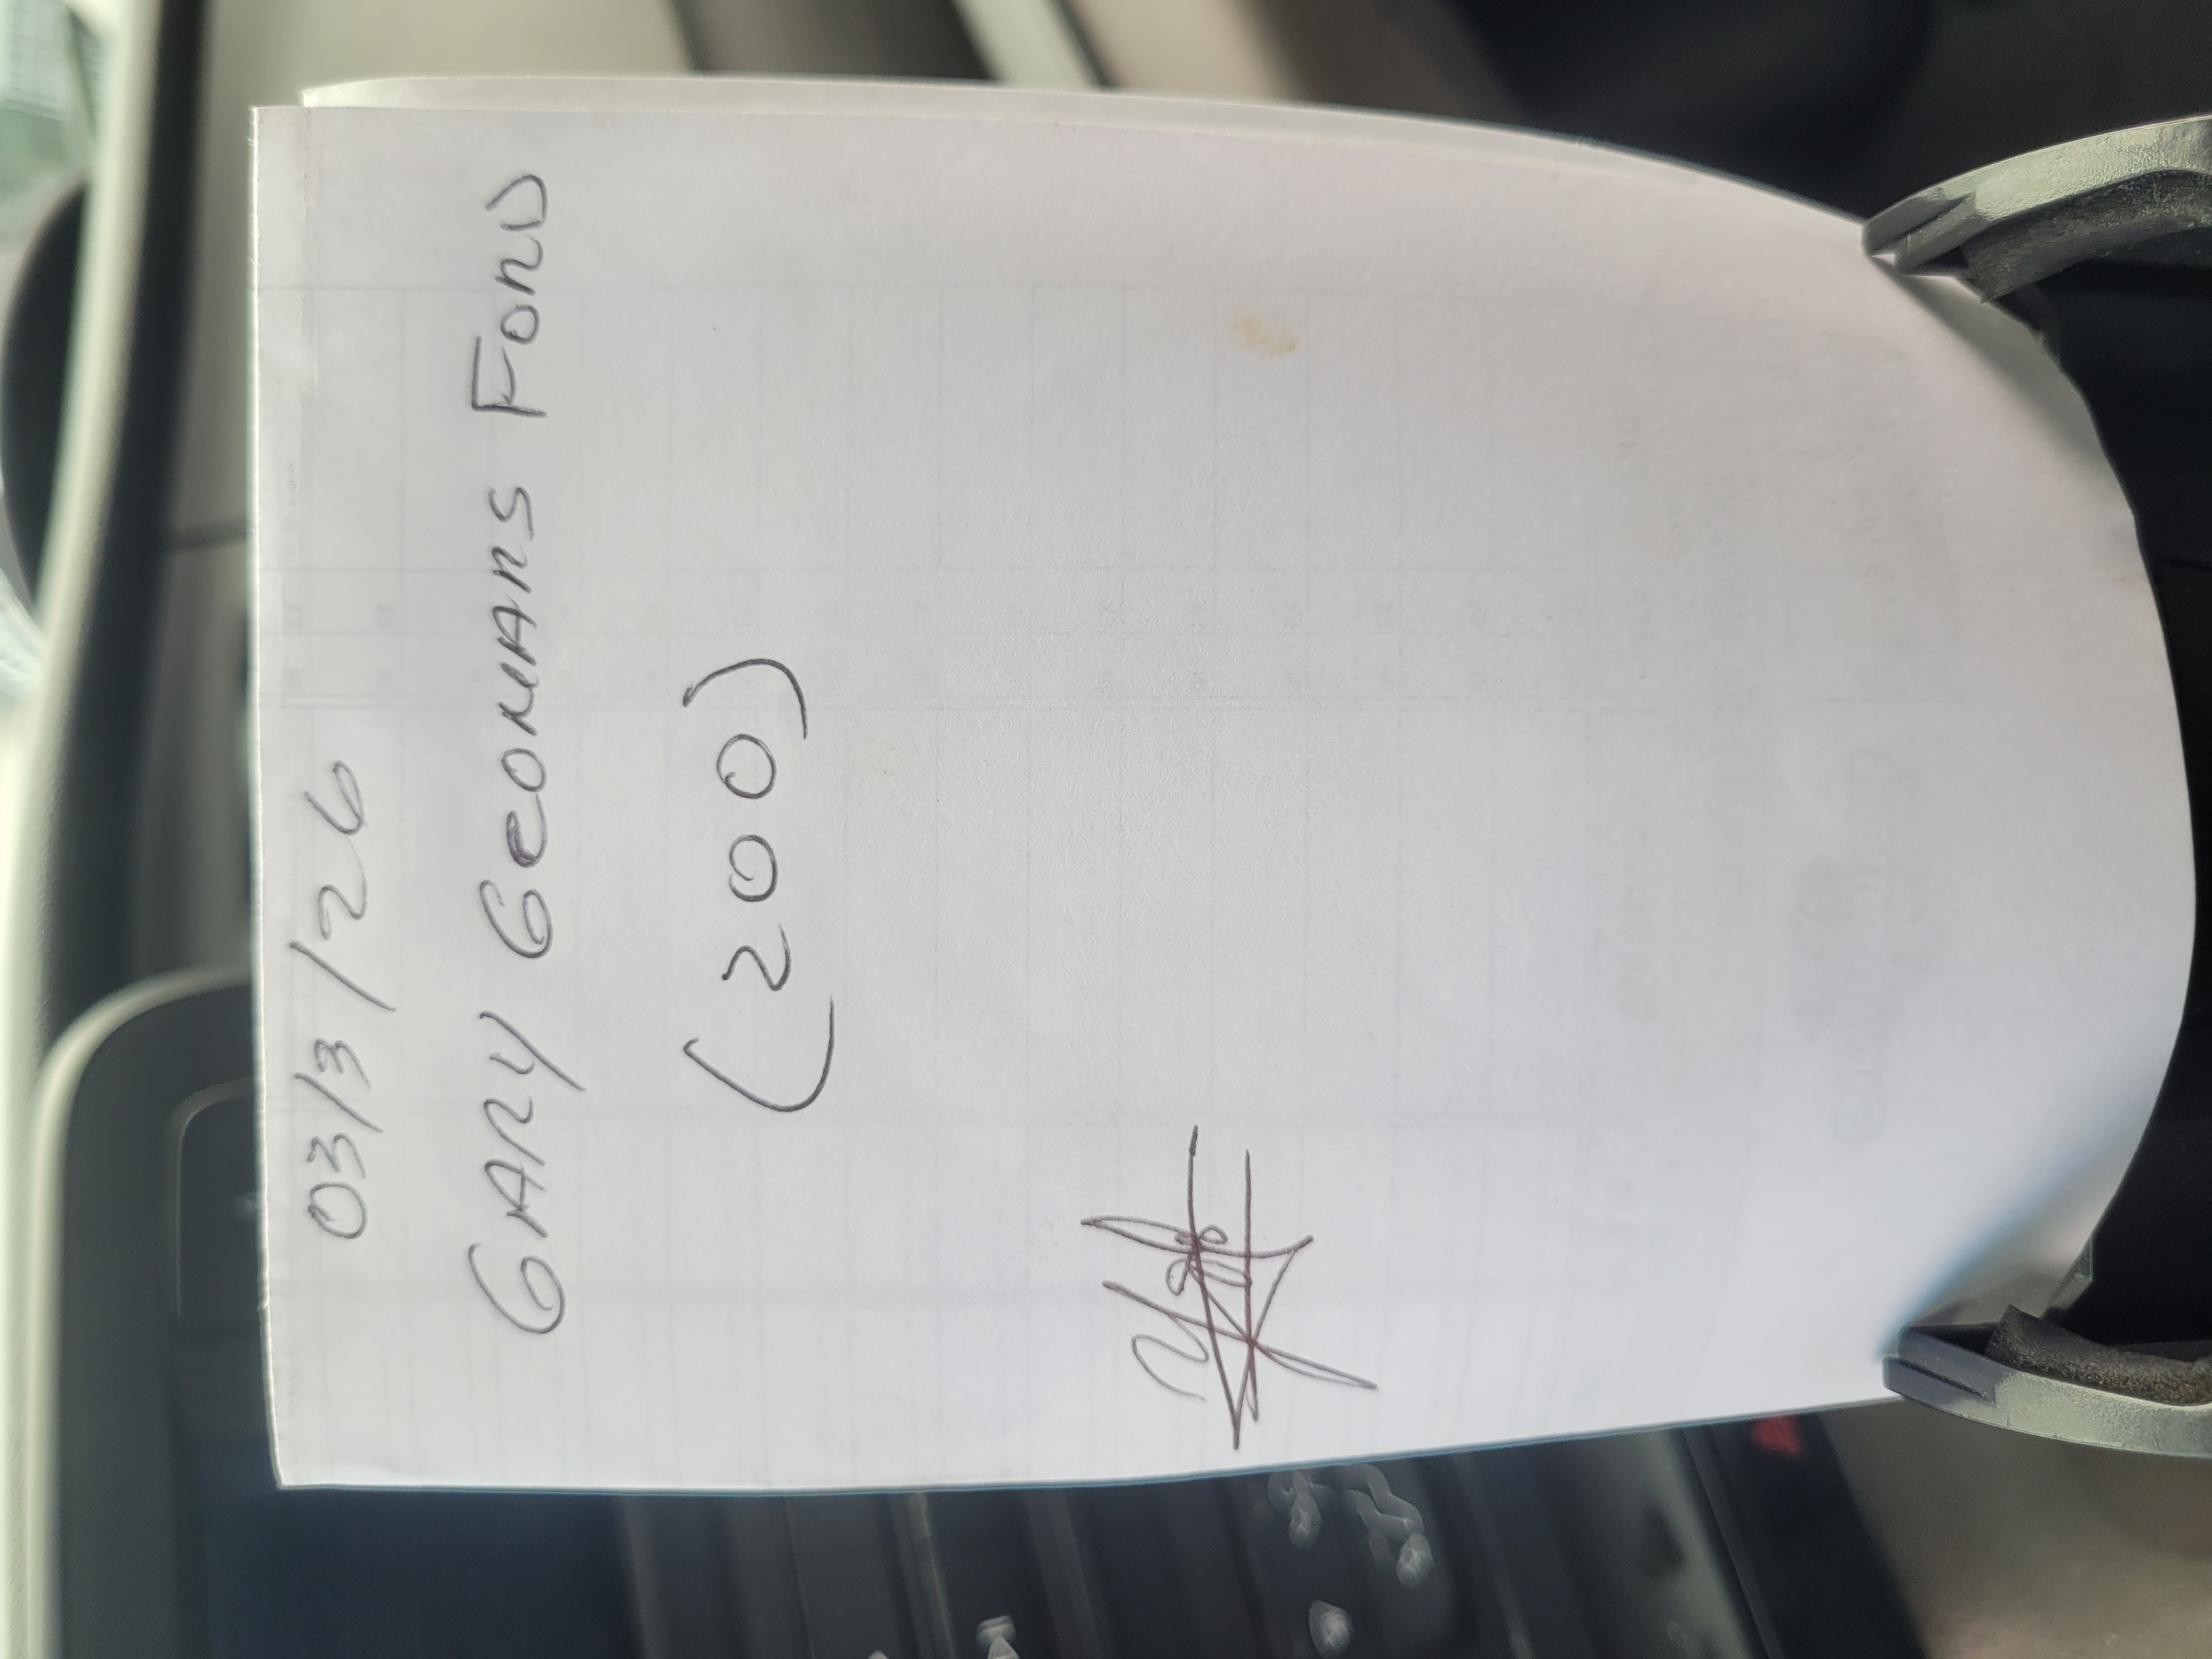 03/3/26
GARY GEOMANS FORD
(200)